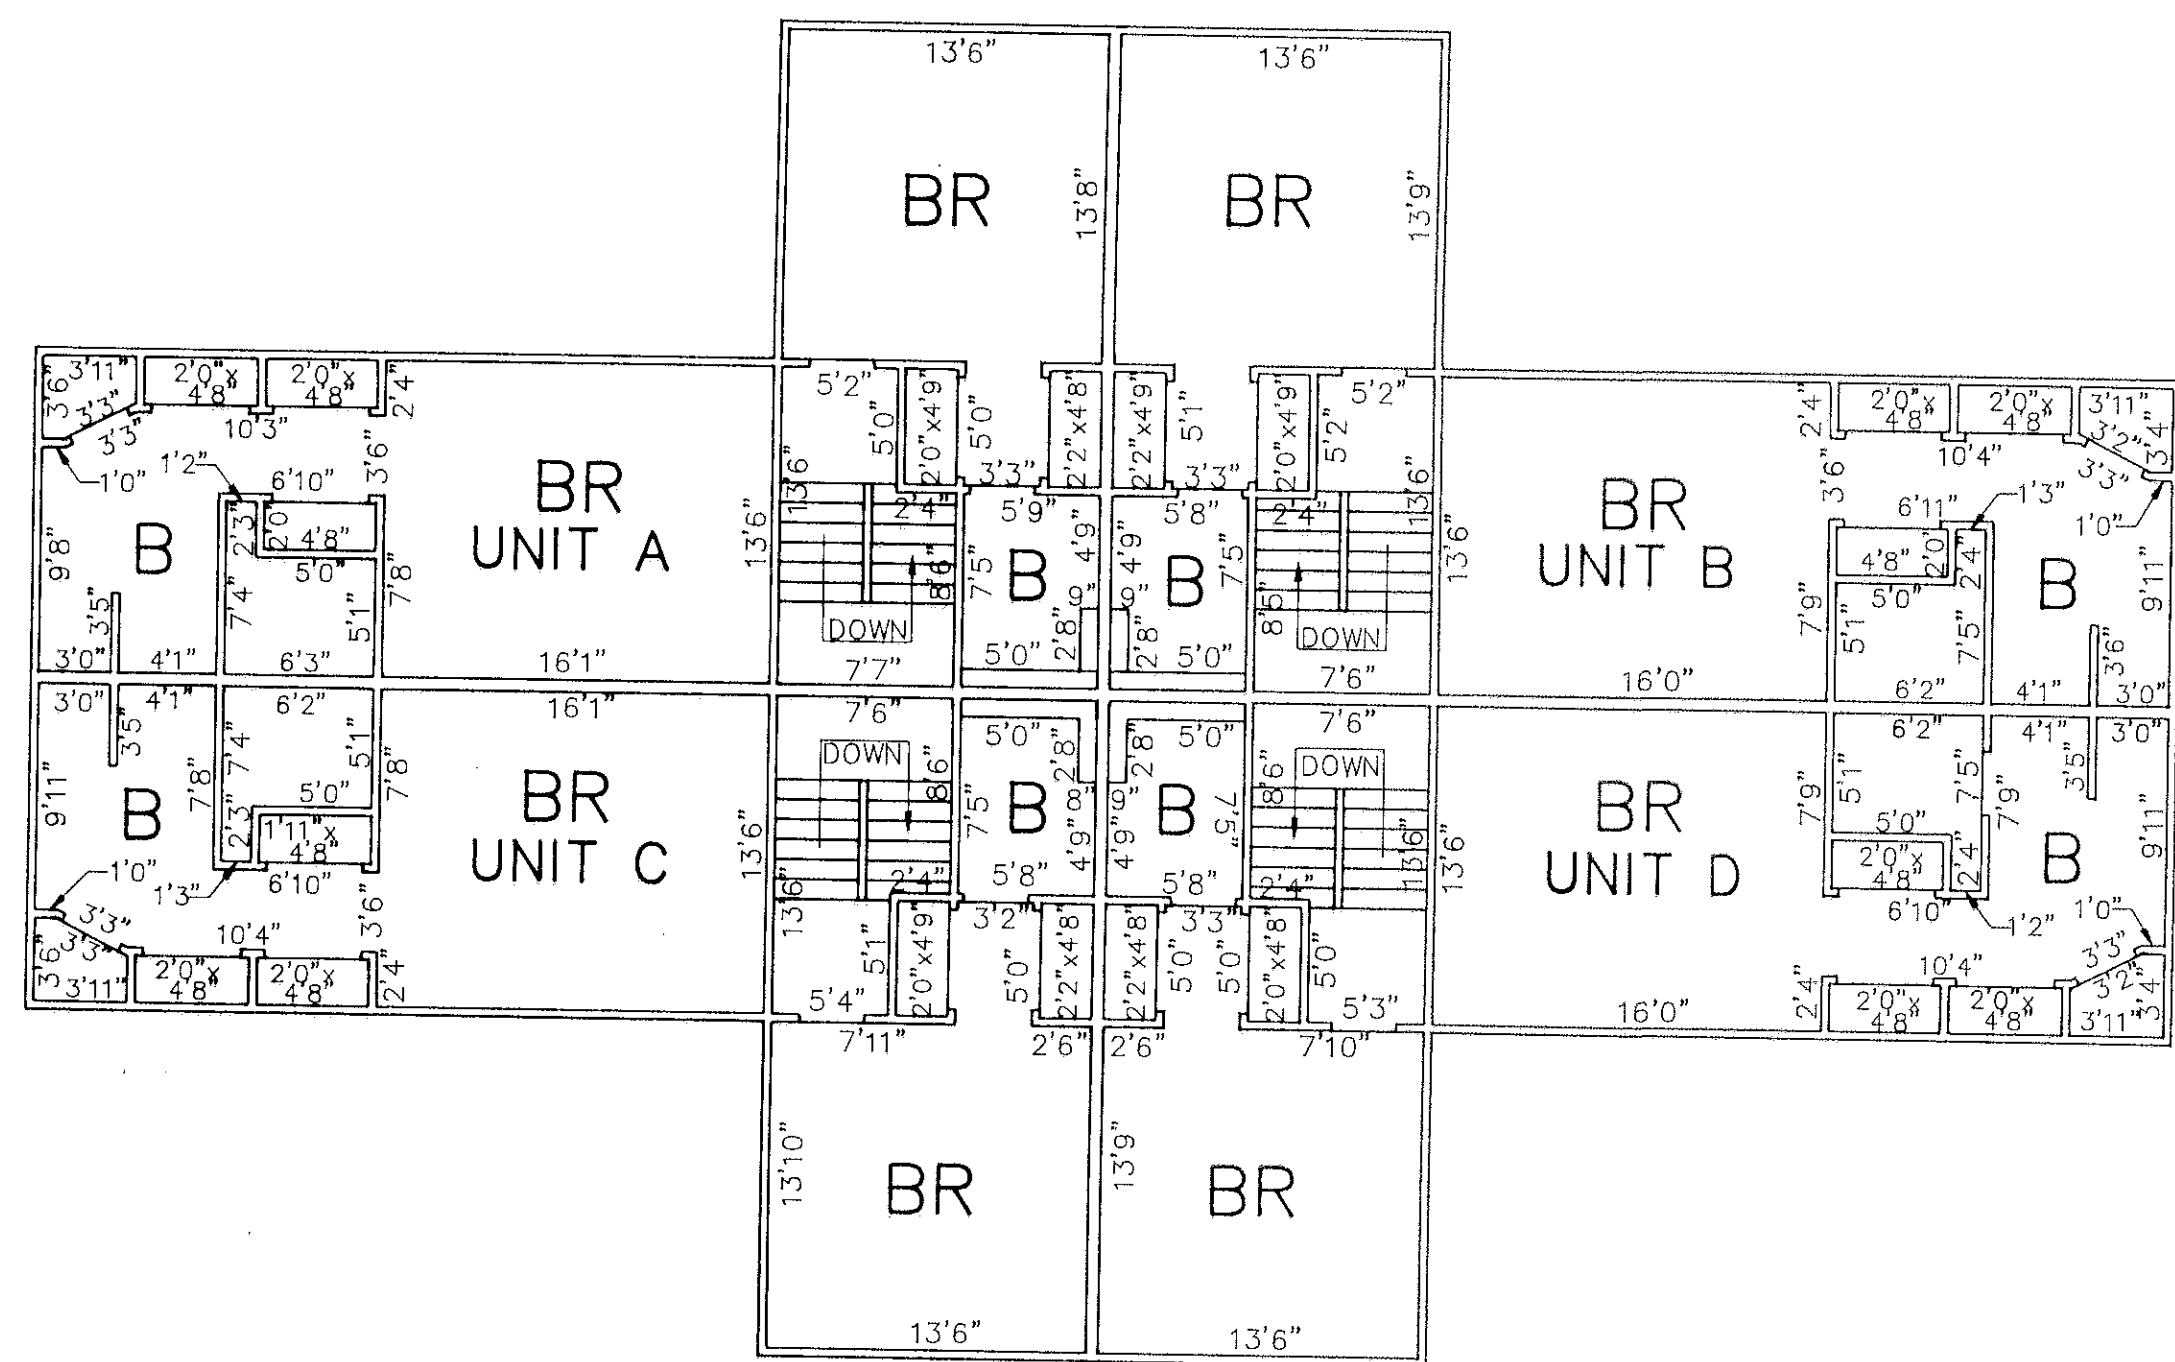 13'6" 13'6"
BR BR
13'8" 13'9"
3'11" 2'0"x 4'8" 2'0"x 4'8" 2'4"
3'6" 3'3" 3'3" 10'3" 3'6"
1'0" 1'2" 6'10"
2'3" 2'0" 4'8" 5'0"
B
9'8" 7'4" 5'1" 7'8"
3'5" 3'0" 4'1" 6'3"
BR
UNIT A
16'1" 13'6"
5'2" 5'0" 2'0"x4'9" 5'0" 2'2"x4'8"
13'6" 2'4" 3'3" 5'9" 4'9"
8'6" 7'5" B 9" 2'8" 5'0"
DOWN
7'7"
2'2"x4'9" 5'1" 2'0"x4'9" 5'2" 5'2"
3'3" 5'8" 4'9" 2'4" 13'6"
9" B 7'5" 8'5" 2'8" 5'0"
DOWN
7'6"
13'6"
BR
UNIT B
16'0"
2'4" 2'0"x 4'8" 2'0"x 4'8" 3'11"
3'6" 10'4" 3'2" 3'3" 3'4"
6'11" 1'3" 1'0"
4'8" 2'0" 2'4" 5'0"
B
7'9" 5'1" 7'5" 9'11"
3'6" 6'2" 4'1" 3'0"
3'0" 4'1" 6'2" 16'1"
3'5" 7'4" 5'1"
9'11" B 7'8" 7'8"
5'0" 2'3" 1'11"x 4'8"
1'0" 1'3" 6'10" 3'6"
3'3" 3'3" 10'4"
3'6" 3'11" 2'0"x 4'8" 2'0"x 4'8" 2'4"
BR
UNIT C
13'6"
7'6"
DOWN
8'6" 13'6" 2'4"
5'0" 2'8" 7'5" B 8" 4'9" 5'8"
3'2" 5'1" 2'0"x4'9" 5'0" 2'2"x4'8"
5'4" 7'11" 2'6"
7'6"
DOWN
8'6" 13'6" 2'4"
2'8" 5'0" 9" 4'9" B 7'5" 5'8"
3'3" 2'2"x4'8" 5'0" 5'0" 2'0"x4'8" 5'0"
2'6" 7'10" 5'3"
13'6"
BR
UNIT D
16'0"
6'2" 4'1" 3'0"
7'9" 5'1" 7'5" 7'9" 3'5" 9'11"
5'0" 2'0"x 4'8" 2'4"
B
6'10" 1'2" 1'0"
10'4" 3'3" 3'2" 3'4"
2'4" 2'0"x 4'8" 2'0"x 4'8" 3'11"
13'10" 13'9"
BR BR
13'6" 13'6"